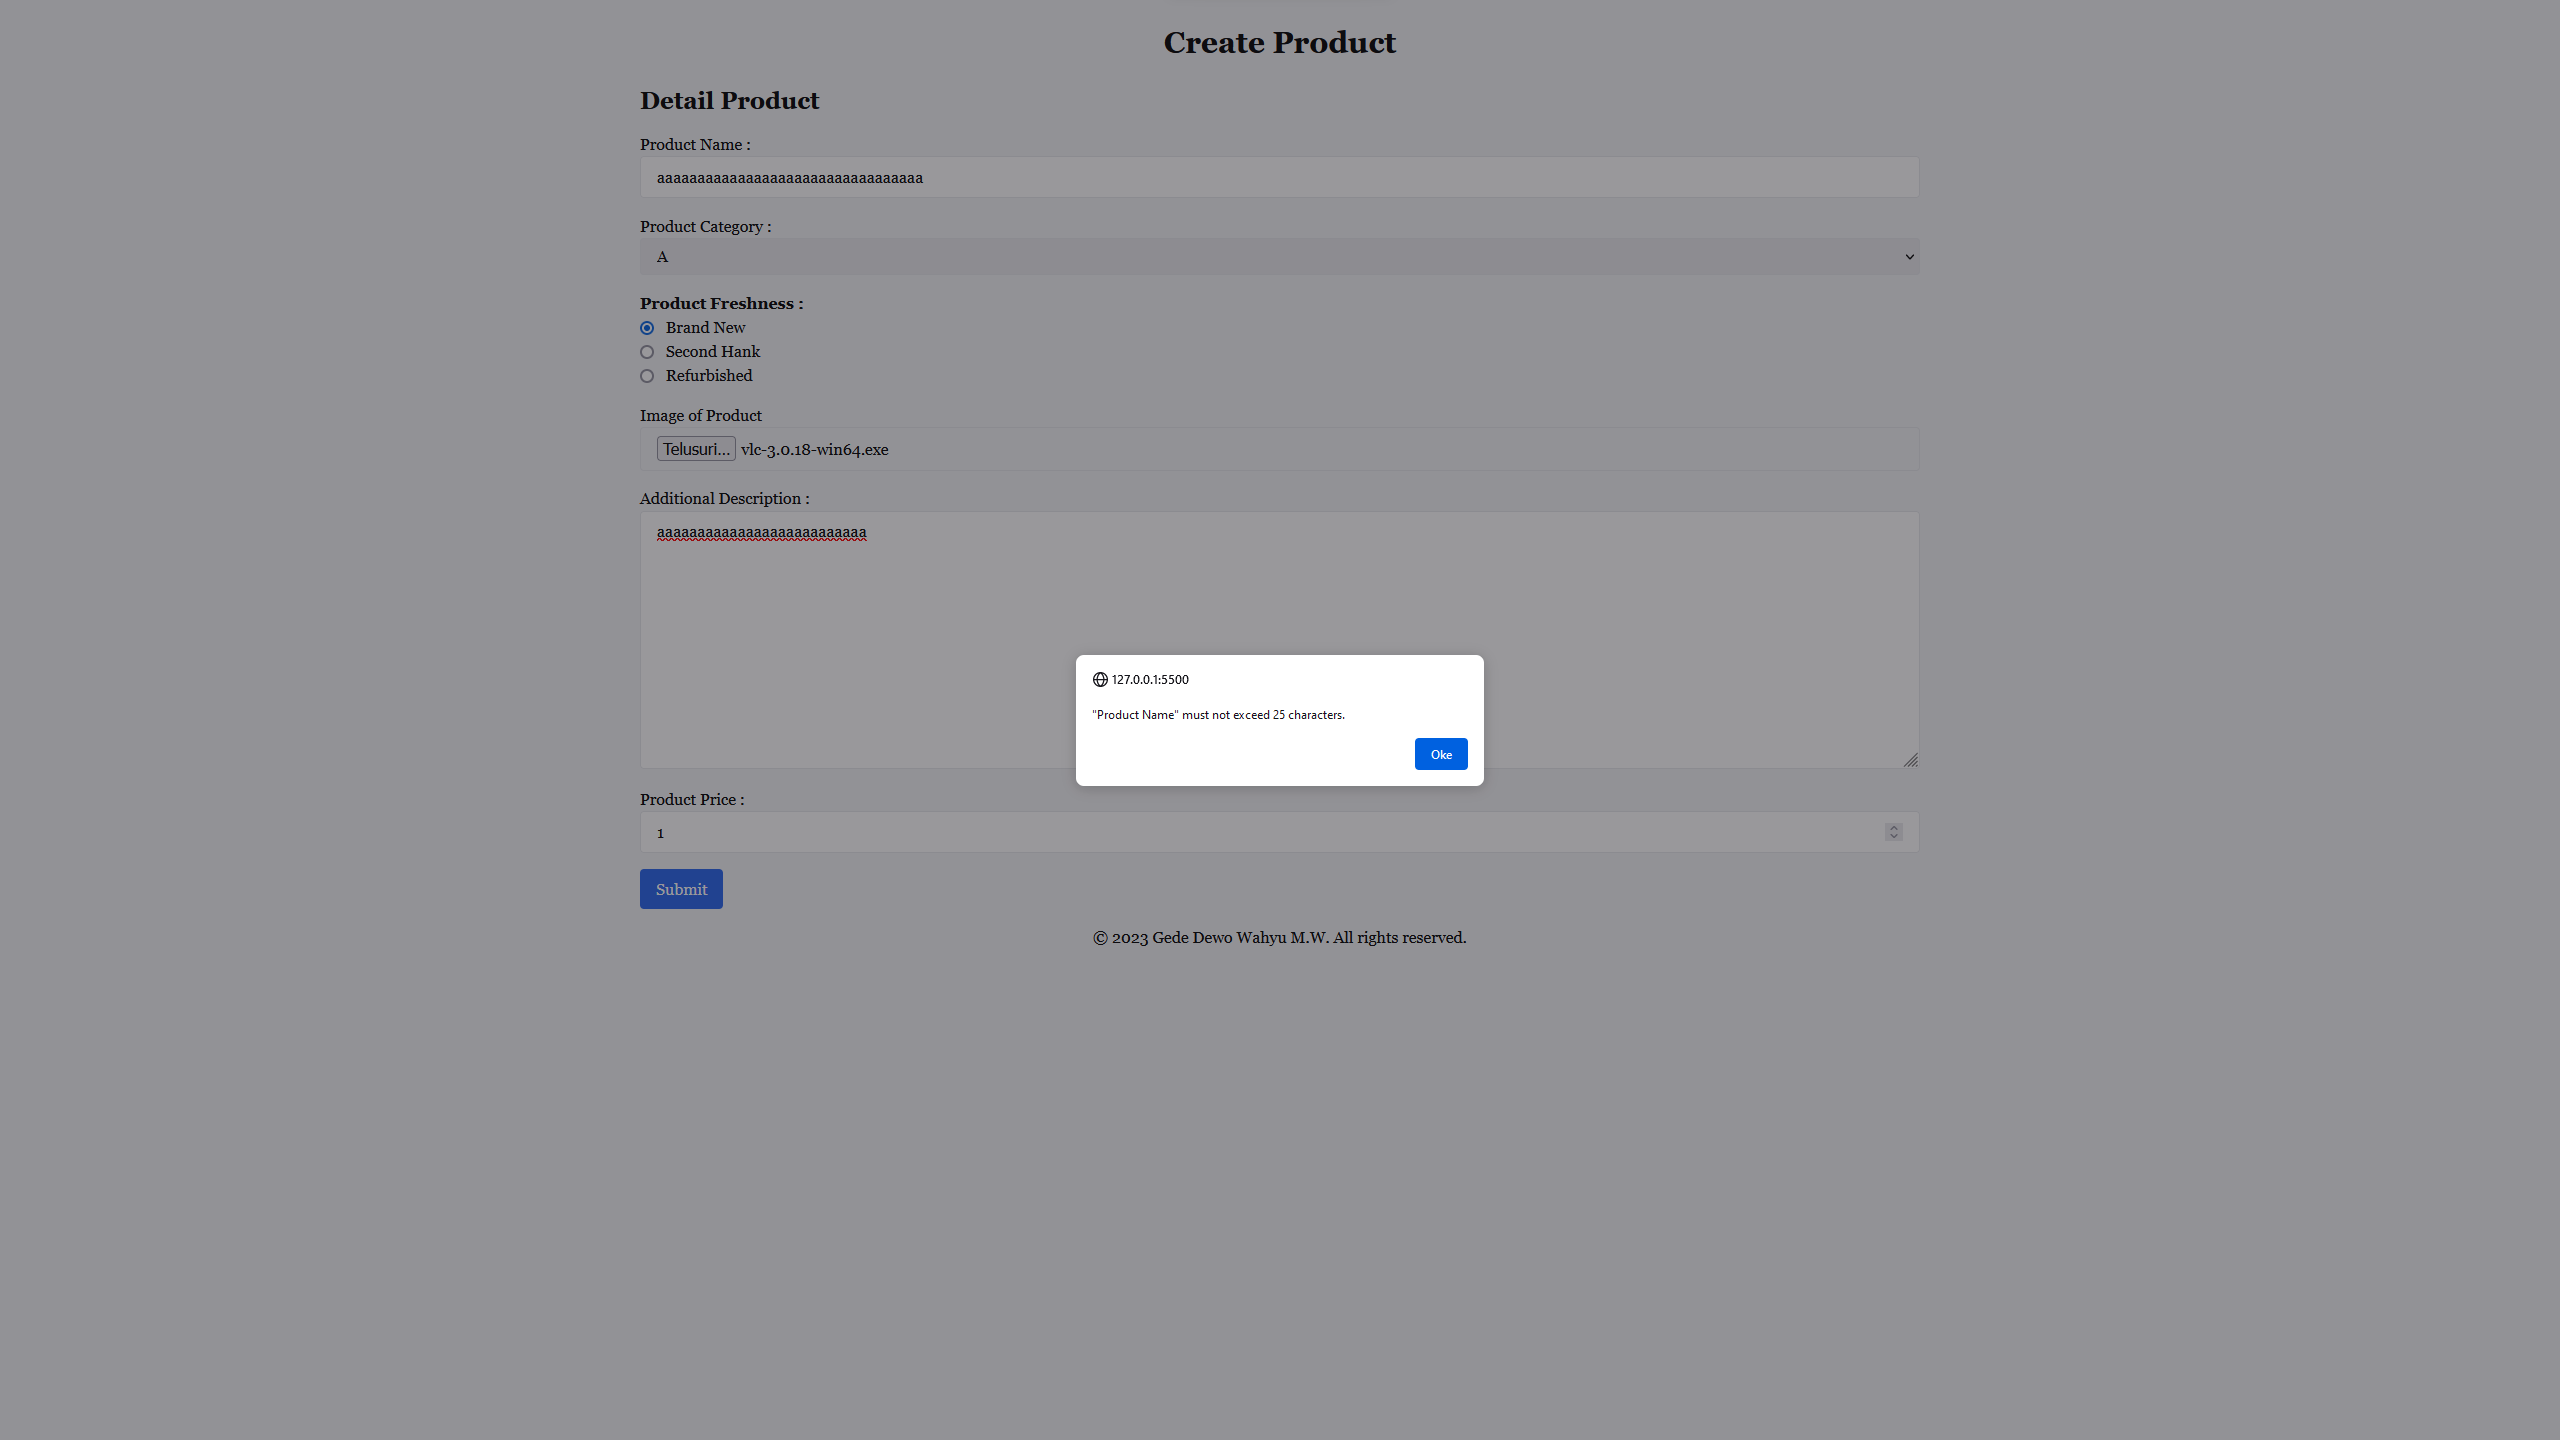 Create Product
Detail Product
Product Name :
aaaaaaaaaaaaaaaaaaaaaaaaaaaaaaaaa
Product Category :
A
Product Freshness :
Brand New
Second Hank
Refurbished
Image of Product
Telusuri... vlc-3.0.18-win64.exe
Additional Description :
aaaaaaaaaaaaaaaaaaaaaaaaaa
127.0.0.1:5500
"Product Name" must not exceed 25 characters.
Oke
Product Price :
1
Submit
© 2023 Gede Dewo Wahyu M.W. All rights reserved.